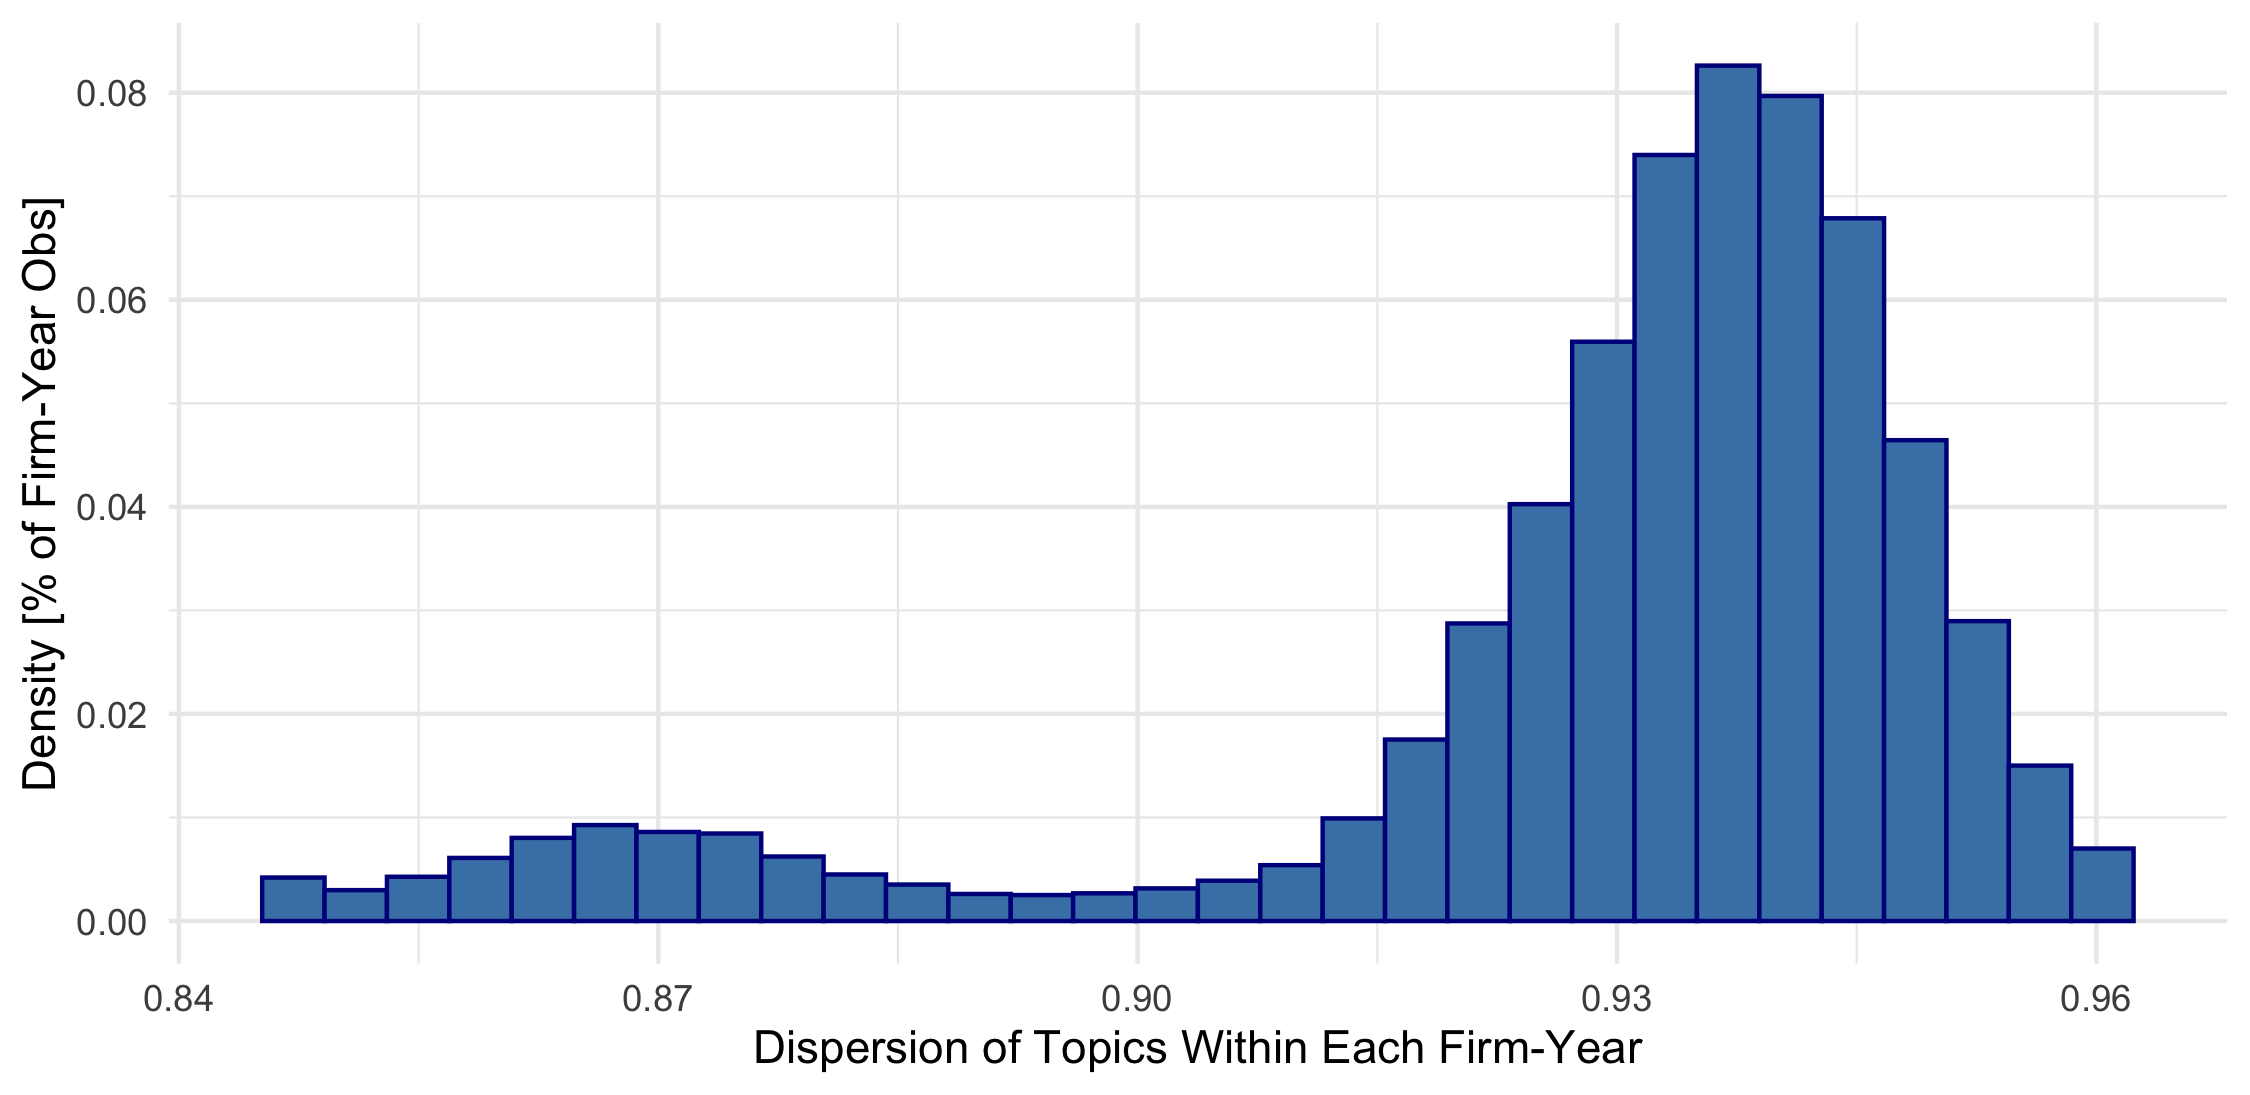 Density [% of Firm-Year Obs]
0.08
0.06
0.04
0.02
0.00
0.84 0.87 0.90 0.93 0.96
Dispersion of Topics Within Each Firm-Year